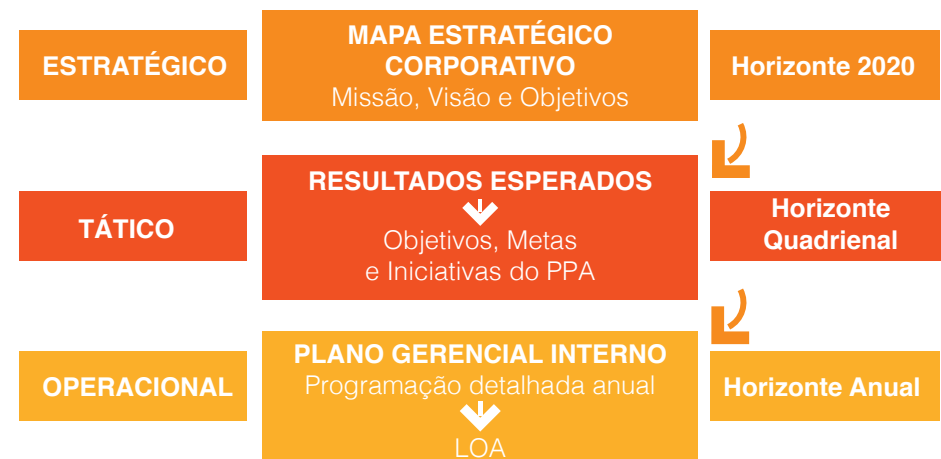 ESTRATÉGICO
MAPA ESTRATÉGICO
CORPORATIVO
Missão, Visão e Objetivos
Horizonte 2020
TÁTICO
RESULTADOS ESPERADOS
Objetivos, Metas
e Iniciativas do PPA
Horizonte
Quadrienal
OPERACIONAL
PLANO GERENCIAL INTERNO
Programação detalhada anual
LOA
Horizonte Anual